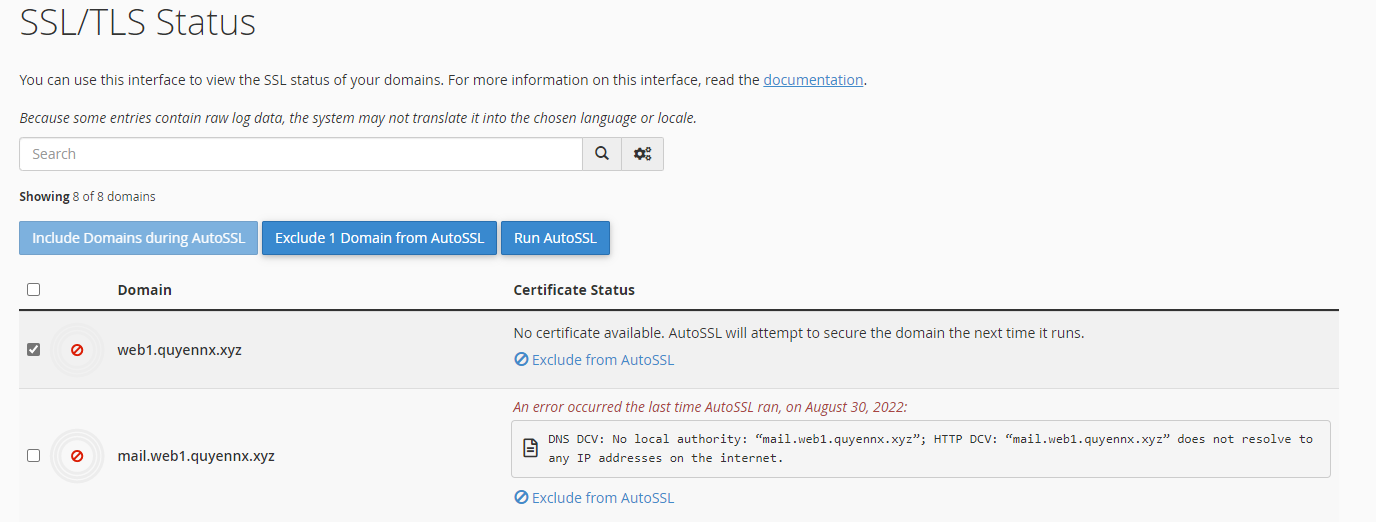 SSL/TLS Status
You can use this interface to view the SSL status of your domains. For more information on this interface, read the documentation.
Because some entries contain raw log data, the system may not translate it into the chosen language or locale.
Search
Showing 8 of 8 domains
Include Domains during AutoSSL Exclude 1 Domain from AutoSSL Run AutoSSL
Domain Certificate Status
web1.quyennx.xyz No certificate available. AutoSSL will attempt to secure the domain the next time it runs.
Exclude from AutoSSL
An error occurred the last time AutoSSL ran, on August 30, 2022:
mail.web1.quyennx.xyz DNS DCV: No local authority: “mail.web1.quyennx.xyz”; HTTP DCV: “mail.web1.quyennx.xyz” does not resolve to
any IP addresses on the internet.
Exclude from AutoSSL